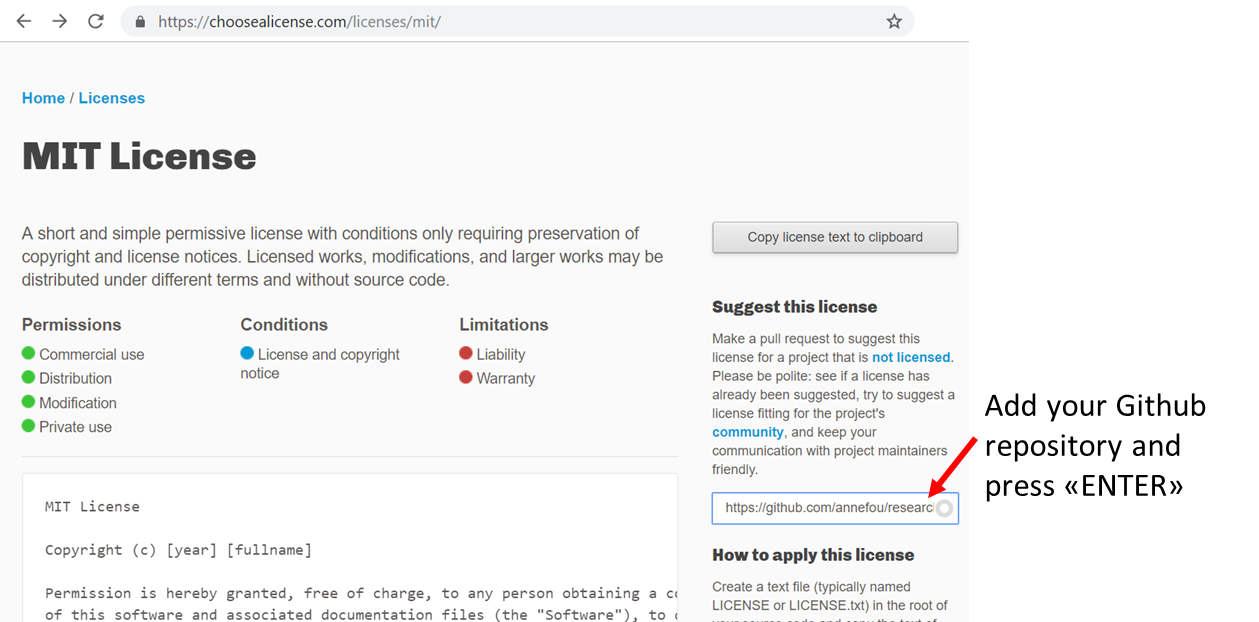 https://choosealicense.com/licenses/mit/
Home / Licenses
MIT License
A short and simple permissive license with conditions only requiring preservation of
copyright and license notices. Licensed works, modifications, and larger works may be
distributed under different terms and without source code.
Permissions
Commercial use
Distribution
Modification
Private use
Conditions
License and copyright
notice
Limitations
Liability
Warranty
MIT License
Copyright (c) [year] [fullname]
Permission is hereby granted, free of charge, to any person obtaining a c
of this software and associated documentation files (the "Software"), to
Copy license text to clipboard
Suggest this license
Make a pull request to suggest this
license for a project that is not licensed.
Please be polite: see if a license has
already been suggested, try to suggest a
license fitting for the project's
community, and keep your
communication with project maintainers
friendly.
https://github.com/annefou/researc
How to apply this license
Create a text file (typically named
LICENSE or LICENSE.txt) in the root of
your source code and copy the text of
Add your Github
repository and
press «ENTER»